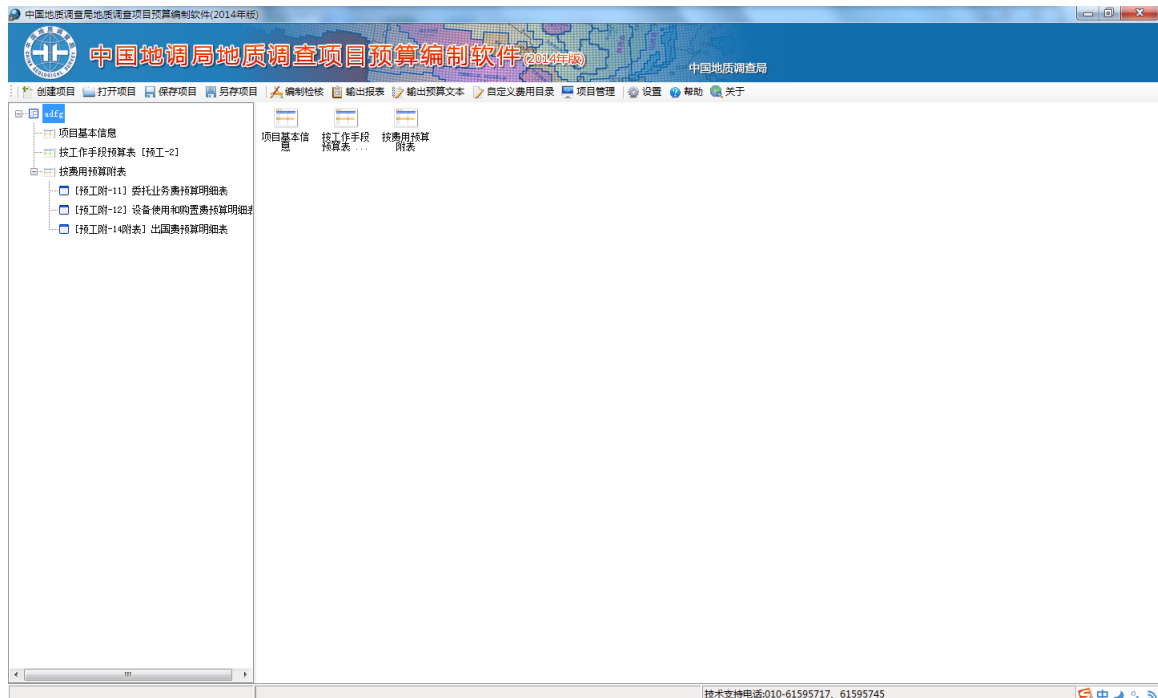 中国地质调查局地质调查项目预算编制软件(2014年版)
中国地调局地质调查项目预算编制软件(2014年版)
中国地质调查局
创建项目 打开项目 保存项目 另存项目 编制检核 输出报表 输出预算文本 自定义费用目录 项目管理 设置 帮助 关于
adfg
项目基本信息
按工作手段预算表 [预工-2]
按费用预算附表
[预工附-11] 委托业务费预算明细表
[预工附-12] 设备使用和购置费预算明细表
[预工附-14附表] 出国费预算明细表
项目基本信息
按工作手段预算表 ...
按费用预算附表
技术支持电话:010-61595717、61595745
中